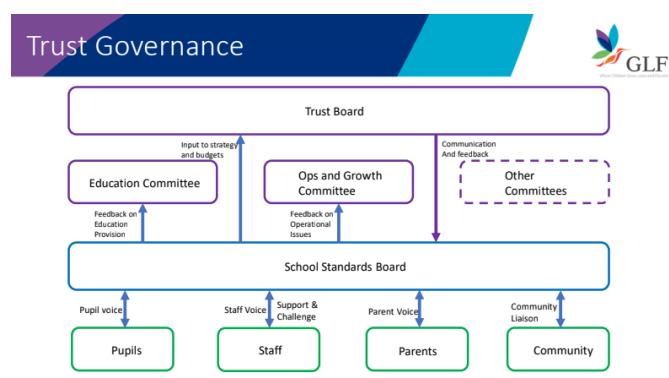 Trust Governance
GLF
Trust Board
Input to strategy
and budgets
Communication
And feedback
Education Committee
Ops and Growth
Committee
Other
Committees
Feedback on
Education
Provision
Feedback on
Operational
Issues
School Standards Board
Pupil voice
Staff Voice
Support &
Challenge
Parent Voice
Community
Liaison
Pupils
Staff
Parents
Community